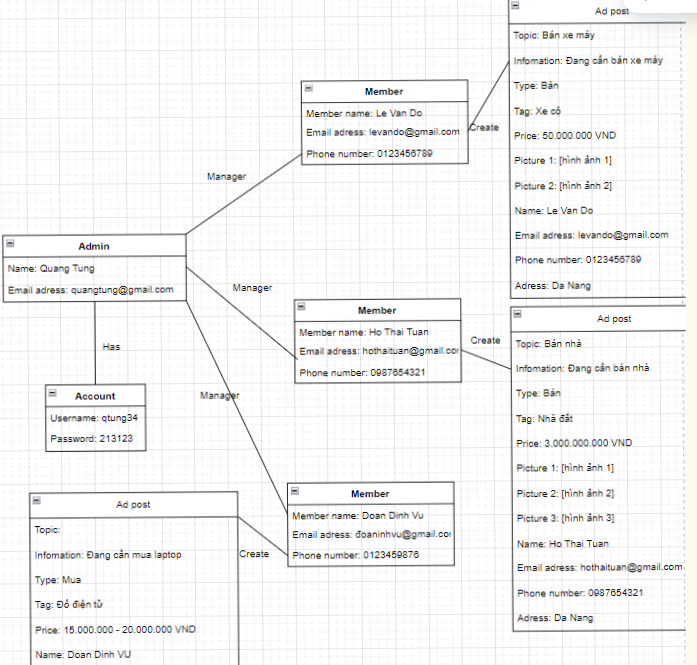 Ad post
Topic: Bán xe máy
Infomation: Đang cần bán xe máy
Type: Bán
Tag: Xe cộ
Price: 50.000.000 VND
Picture 1: [hình ảnh 1]
Picture 2: [hình ảnh 2]
Name: Le Van Do
Email adress: levando@gmail.com
Phone number: 0123456789
Adress: Da Nang
Member
Member name: Le Van Do
Email adress: levando@gmail.com
Phone number: 0123456789
Create
Manager
Admin
Name: Quang Tung
Email adress: quangtung@gmail.com
Manager
Member
Member name: Ho Thai Tuan
Email adress: hothaituan@gmail.cor
Phone number: 0987654321
Create
Ad post
Topic: Bán nhà
Infomation: Đang cần bán nhà
Type: Bán
Tag: Nhà đất
Price: 3.000.000.000 VND
Picture 1: [hình ảnh 1]
Picture 2: [hình ảnh 2]
Picture 3: [hình ảnh 3]
Name: Ho Thai Tuan
Email adress: hothaituan@gmail.com
Phone number: 0987654321
Adress: Da Nang
Has
Account
Username: qtung34
Password: 213123
Manager
Member
Member name: Doan Dinh Vu
Email adress: đoaninhvu@gmail.cor
Phone number: 0123459876
Create
Ad post
Topic:
Infomation: Đang cần mua laptop
Type: Mua
Tag: Đồ điện tử
Price: 15.000.000 - 20.000.000 VND
Name: Doan Dinh VU